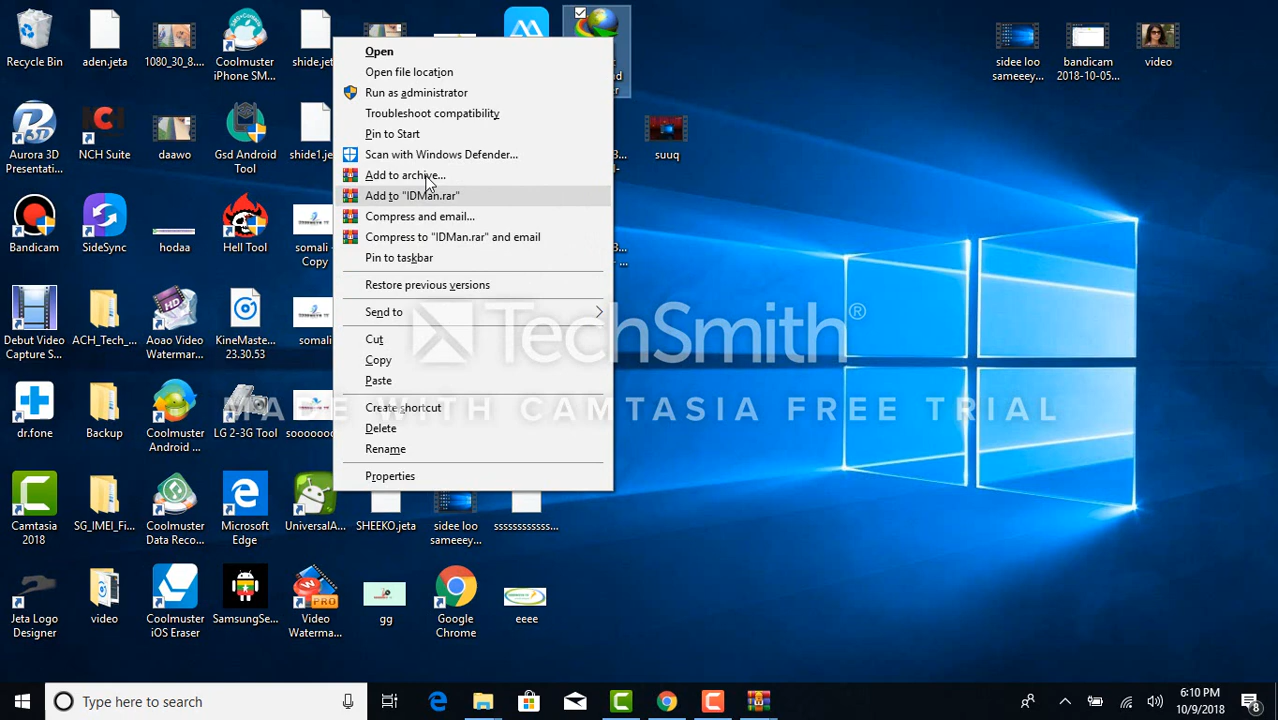 Recycle Bin
aden.jeta
1080_30_8....
Coolmuster
iPhone SM...
shide.jet
Aurora 3D
Presentati...
NCH Suite
daawo
Gsd Android
Tool
shide1.jet
Bandicam
SideSync
hodaa
Hell Tool
somali -
Copy
Debut Video
Capture S...
ACH_Tech_...
Aoao Video
Watermar...
KineMaster
23.30.53
somali
dr.fone
Backup
Coolmuster
Android ...
LG 2-3G Tool
sooooooo
Camtasia
2018
SG_IMEI_Fi...
Coolmuster
Data Reco...
Microsoft
Edge
UniversalA...
SHEEKO.jeta
sidee loo
sameeey...
ssssssssssss...
Jeta Logo
Designer
video
Coolmuster
iOS Eraser
SamsungSe...
Video
Waterma...
gg
Google
Chrome
eeee
Open
Open file location
Run as administrator
Troubleshoot compatibility
Pin to Start
Scan with Windows Defender...
Add to archive...
Add to "IDMan.rar"
Compress and email...
Compress to "IDMan.rar" and email
Pin to taskbar
Restore previous versions
Send to
Cut
Copy
Paste
Create shortcut
Delete
Rename
Properties
suuq
sidee loo
sameeey...
bandicam
2018-10-05...
video
TechSmith®
MADE WITH CAMTASIA FREE TRIAL
Type here to search
6:10 PM
10/9/2018
8